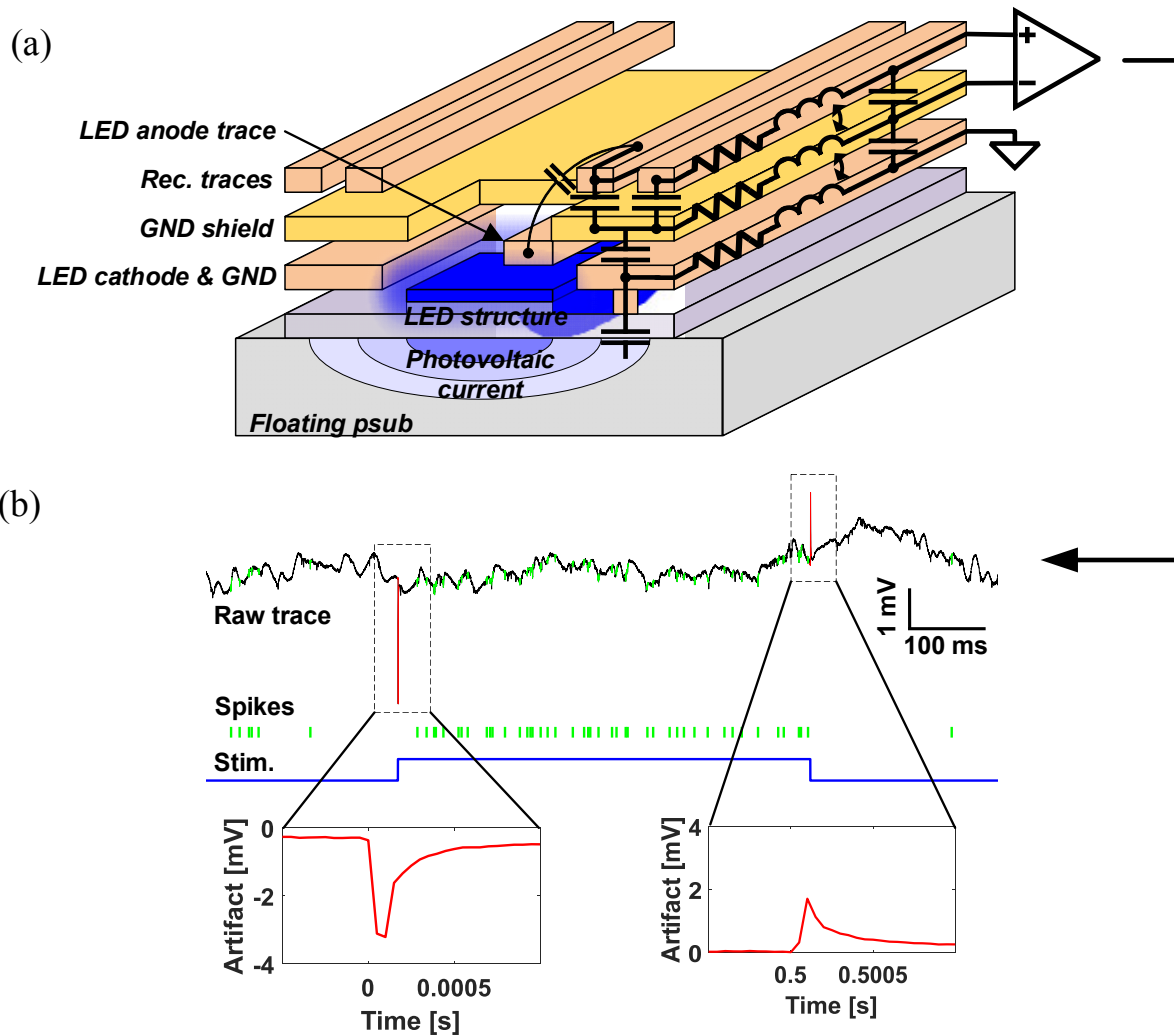 (a)
+
−
LED anode trace
Rec. traces
GND shield
LED cathode & GND
LED structure
Photovoltaic
current
Floating psub
(b)
Raw trace
1 mV
100 ms
Spikes
Stim.
Artifact [mV]
0
-2
-4
0 0.0005
Time [s]
Artifact [mV]
4
2
0
0.5 0.5005
Time [s]